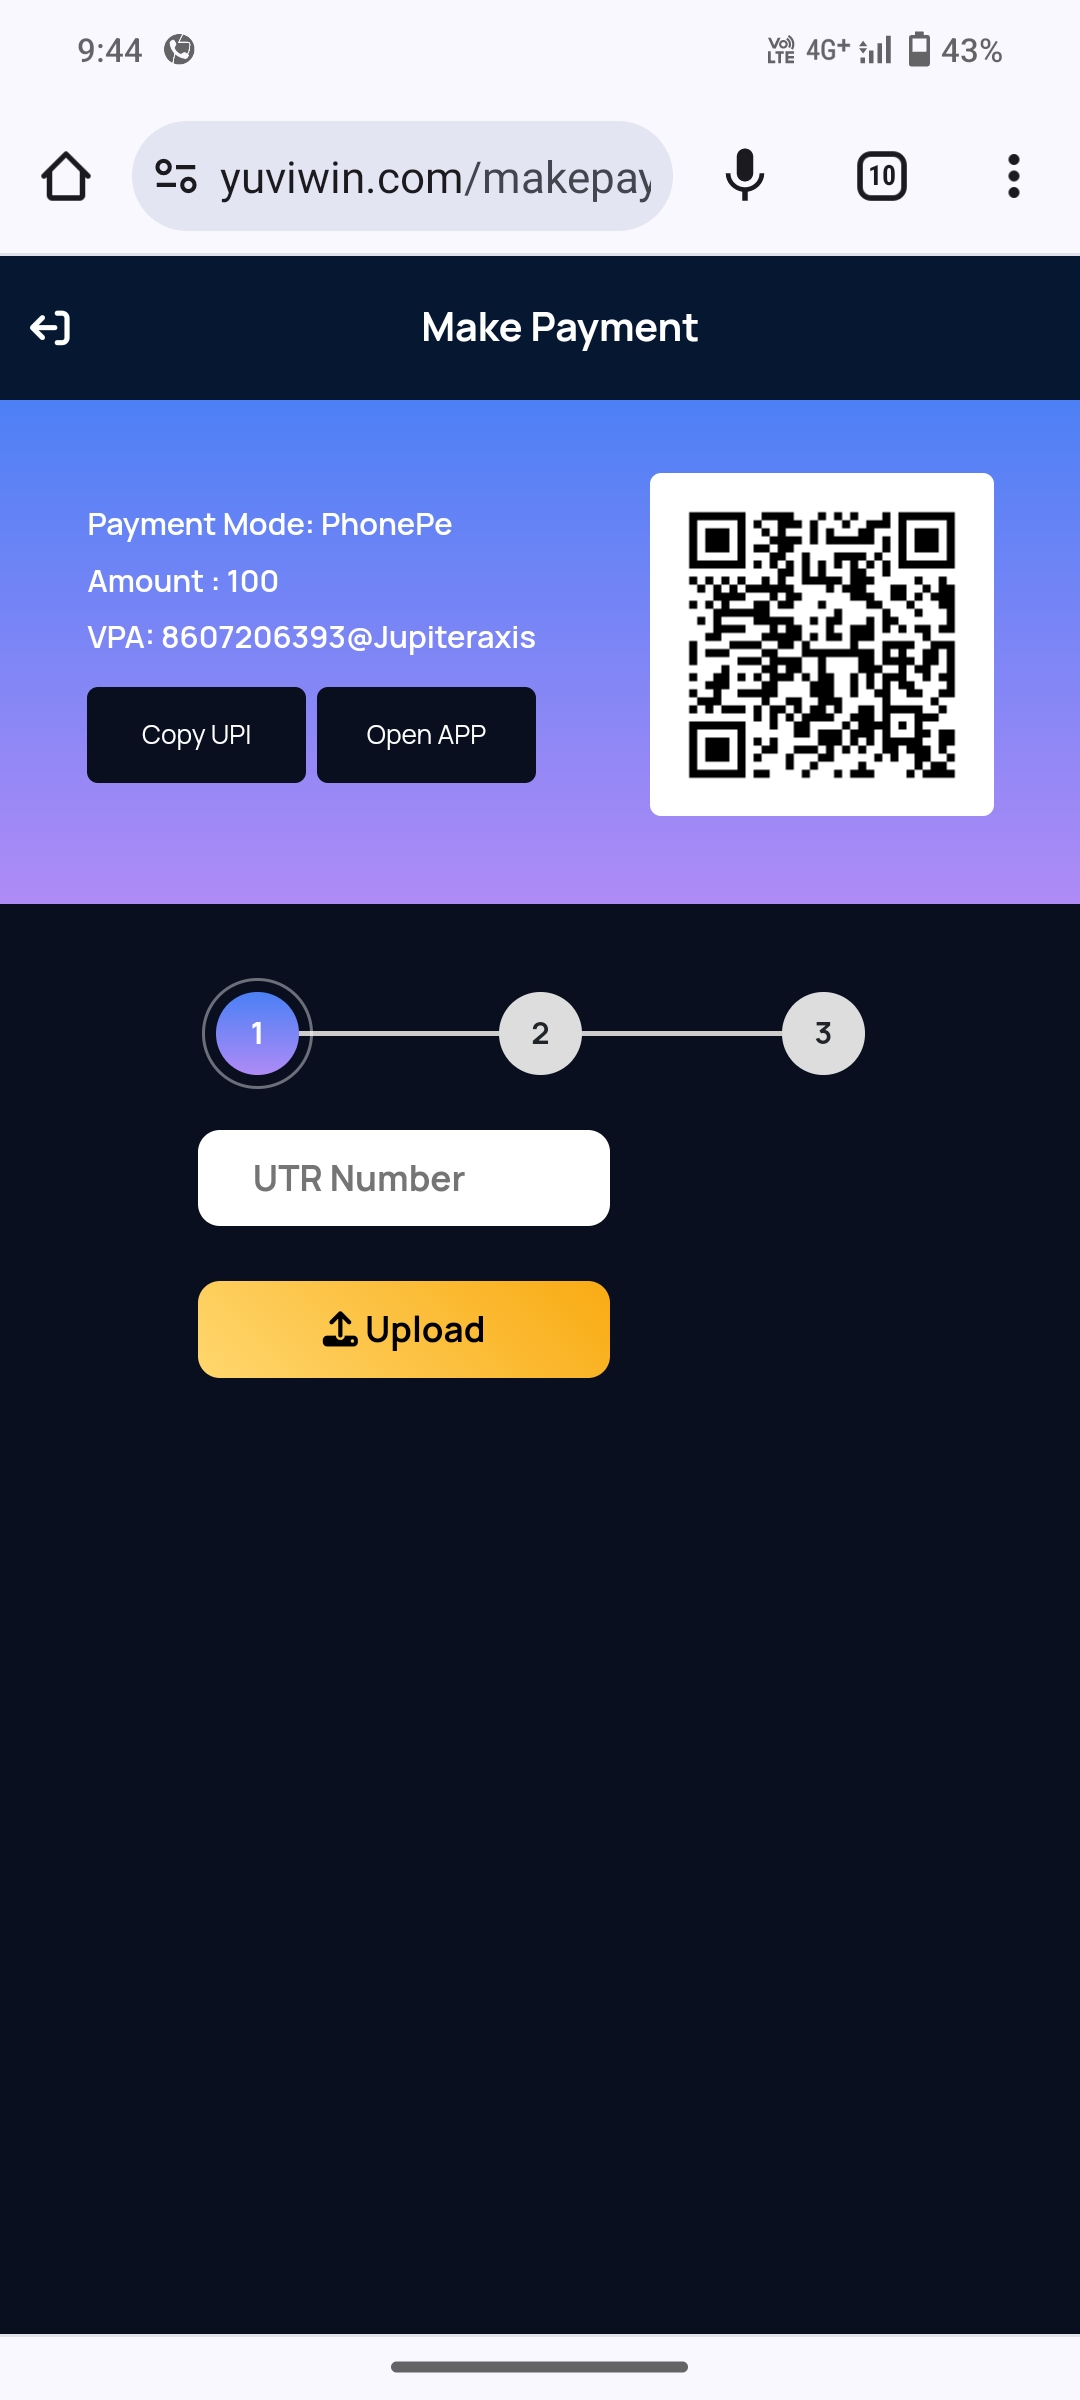 9:44
Vo) LTE 4G+ 43%
yuviwin.com/makepay
10
Make Payment
Payment Mode: PhonePe
Amount : 100
VPA: 8607206393@Jupiteraxis
Copy UPI
Open APP
1
2
3
UTR Number
Upload